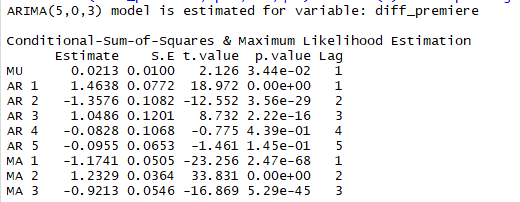 ARIMA(5,0,3) model is estimated for variable: diff_premiere
Conditional-Sum-of-Squares & Maximum Likelihood Estimation
Estimate S.E t.value p.value Lag
MU 0.0213 0.0100 2.126 3.44e-02 1
AR 1 1.4638 0.0772 18.972 0.00e+00 1
AR 2 -1.3576 0.1082 -12.552 3.56e-29 2
AR 3 1.0486 0.1201 8.732 2.22e-16 3
AR 4 -0.0828 0.1068 -0.775 4.39e-01 4
AR 5 -0.0955 0.0653 -1.461 1.45e-01 5
MA 1 -1.1741 0.0505 -23.256 2.47e-68 1
MA 2 1.2329 0.0364 33.831 0.00e+00 2
MA 3 -0.9213 0.0546 -16.869 5.29e-45 3